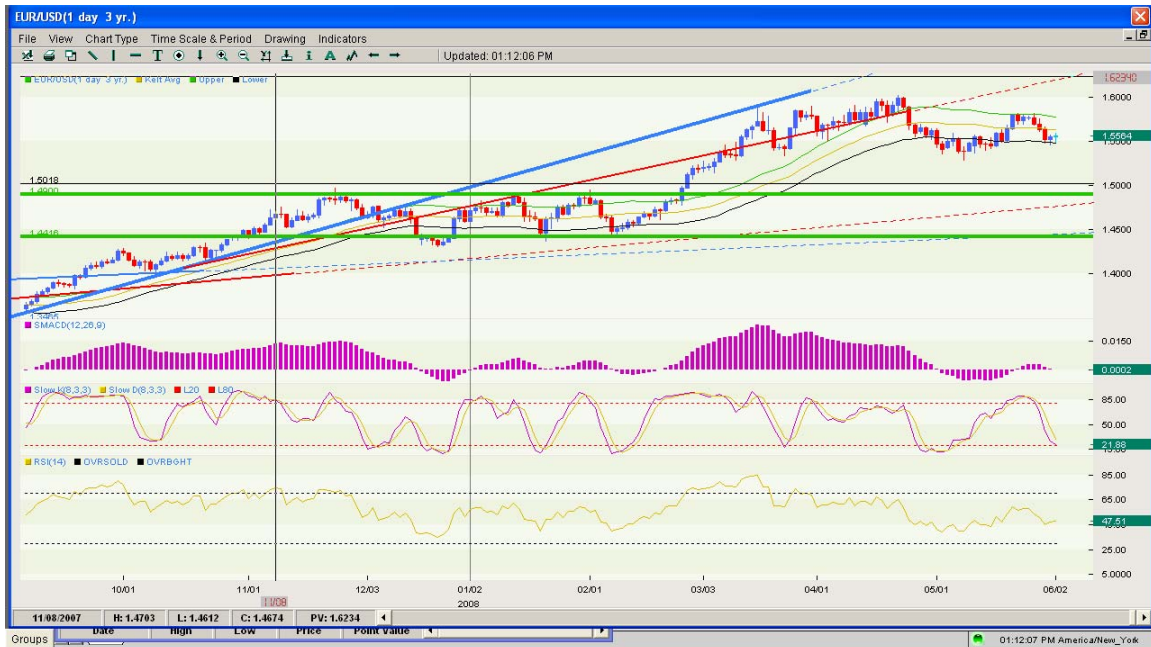 EUR/USD(1 day 3 yr.)
File View Chart Type Time Scale & Period Drawing Indicators
Updated: 01:12:06 PM
EUR/USD(1 day 3 yr.) Kelt Avg Upper Lower
1.62340
1.6000
1.5564
1.5500
1.5018
1.5000
1.4900
1.4500
1.4416
1.4000
SMACD(12,26,9)
0.0150
0.0002
Slow K(8,3,3) Slow D(8,3,3) L20 L80
85.00
50.00
21.88
RSI(14) OVRSOLD OVRBGHT
85.00
65.00
47.51
25.00
5.0000
10/01 11/01 12/03 01/02 02/01 03/03 04/01 05/01 06/02
11/08 2008
11/08/2007 H: 1.4703 L: 1.4612 C: 1.4674 PV: 1.6234
Groups Date High Low Price Point Value
01:12:07 PM America/New_York